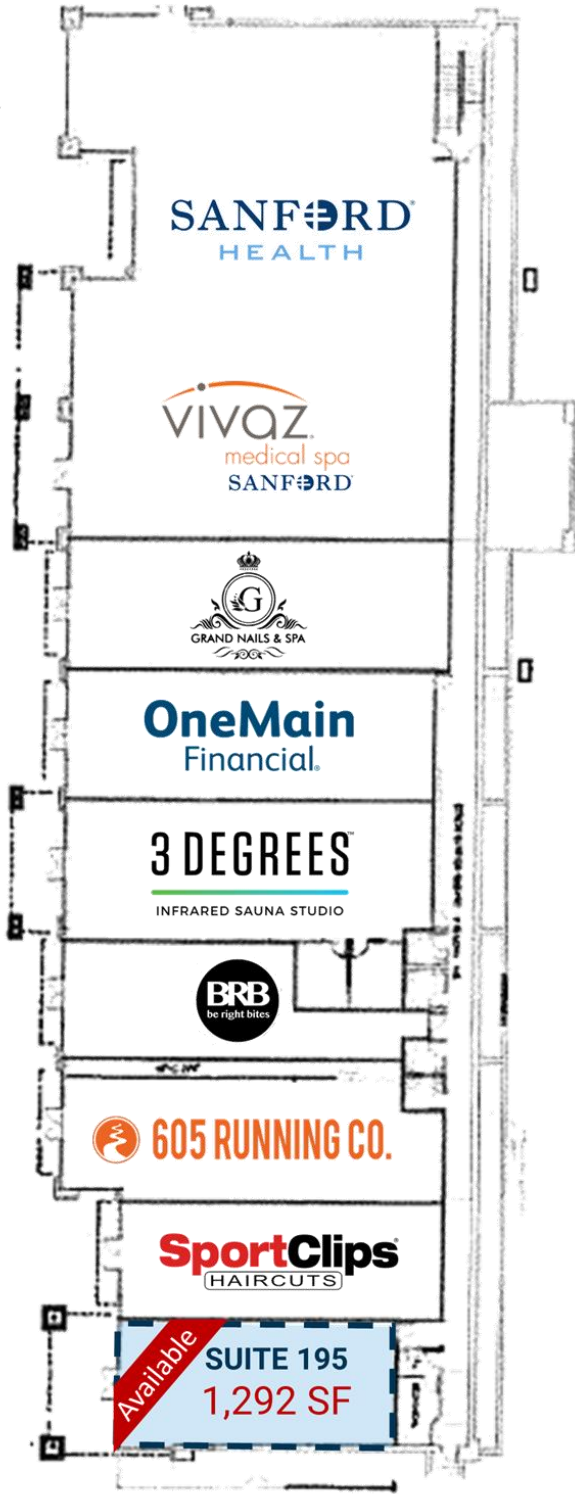 SANFORD®
HEALTH
vivaz.
medical spa
SANFORD
G
GRAND NAILS & SPA
OneMain
Financial®
3 DEGREES™
INFRARED SAUNA STUDIO
BRB
be right bites
605 RUNNING CO.
SportClips®
HAIRCUTS
Available
SUITE 195
1,292 SF